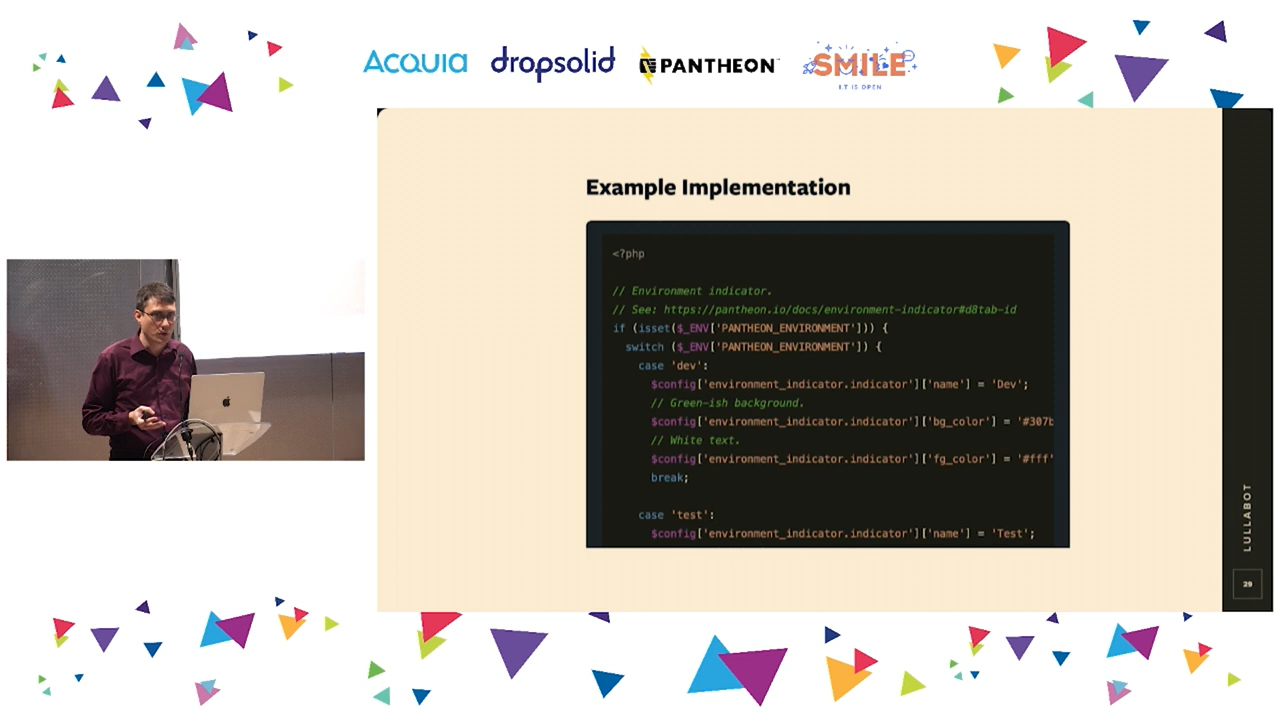 Acquia
dropsolid
PANTHEON
SMILE
I.T IS OPEN
Example Implementation
<?php
// Environment indicator.
// See: https://pantheon.io/docs/environment-indicator#d8tab-id
if (isset($_ENV['PANTHEON_ENVIRONMENT'])) {
switch ($_ENV['PANTHEON_ENVIRONMENT']) {
case 'dev':
$config['environment_indicator.indicator']['name'] = 'Dev';
// Green-ish background.
$config['environment_indicator.indicator']['bg_color'] = '#307b
// White text.
$config['environment_indicator.indicator']['fg_color'] = '#fff'
break;
case 'test':
$config['environment_indicator.indicator']['name'] = 'Test';
LULLABOT
29